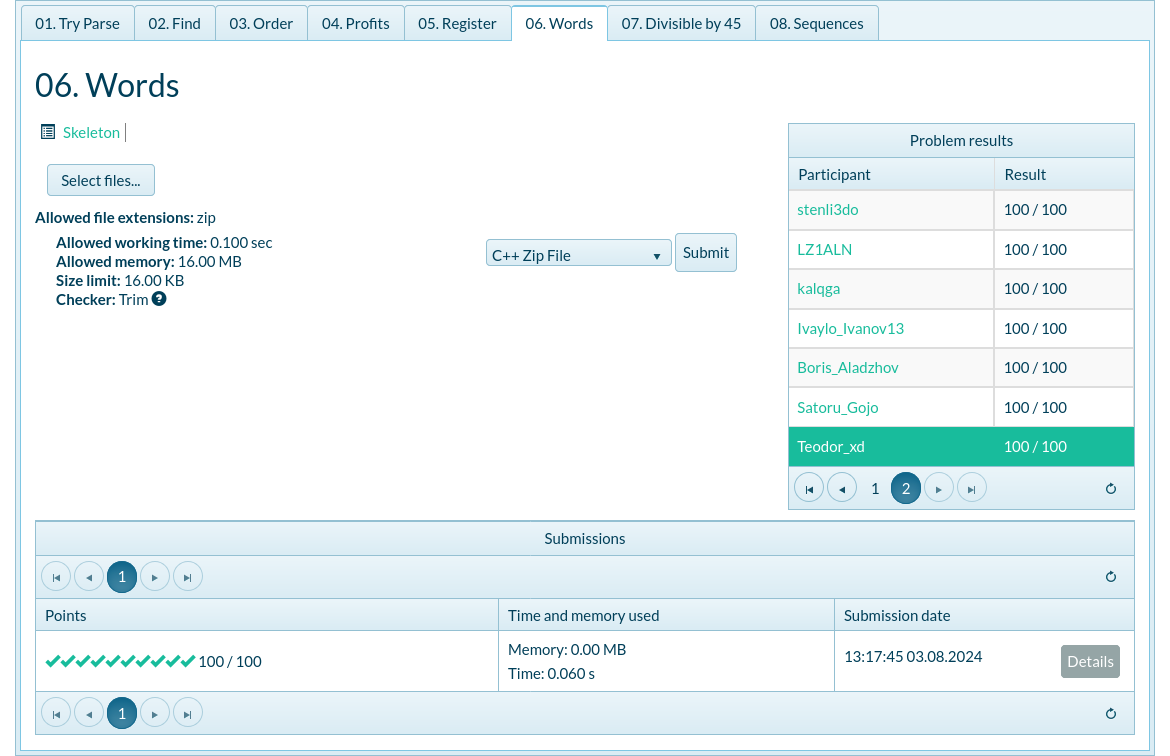 01. Try Parse
02. Find
03. Order
04. Profits
05. Register
06. Words
07. Divisible by 45
08. Sequences
06. Words
Skeleton
Select files...
Allowed file extensions: zip
Allowed working time: 0.100 sec
Allowed memory: 16.00 MB
Size limit: 16.00 KB
Checker: Trim
C++ Zip File
Submit
Problem results
Participant Result
stenli3do 100 / 100
LZ1ALN 100 / 100
kalqga 100 / 100
Ivaylo_Ivanov13 100 / 100
Boris_Aladzhov 100 / 100
Satoru_Gojo 100 / 100
Teodor_xd 100 / 100
1 2
Submissions
1
Points Time and memory used Submission date
100 / 100
Memory: 0.00 MB
Time: 0.060 s
13:17:45 03.08.2024
Details
1